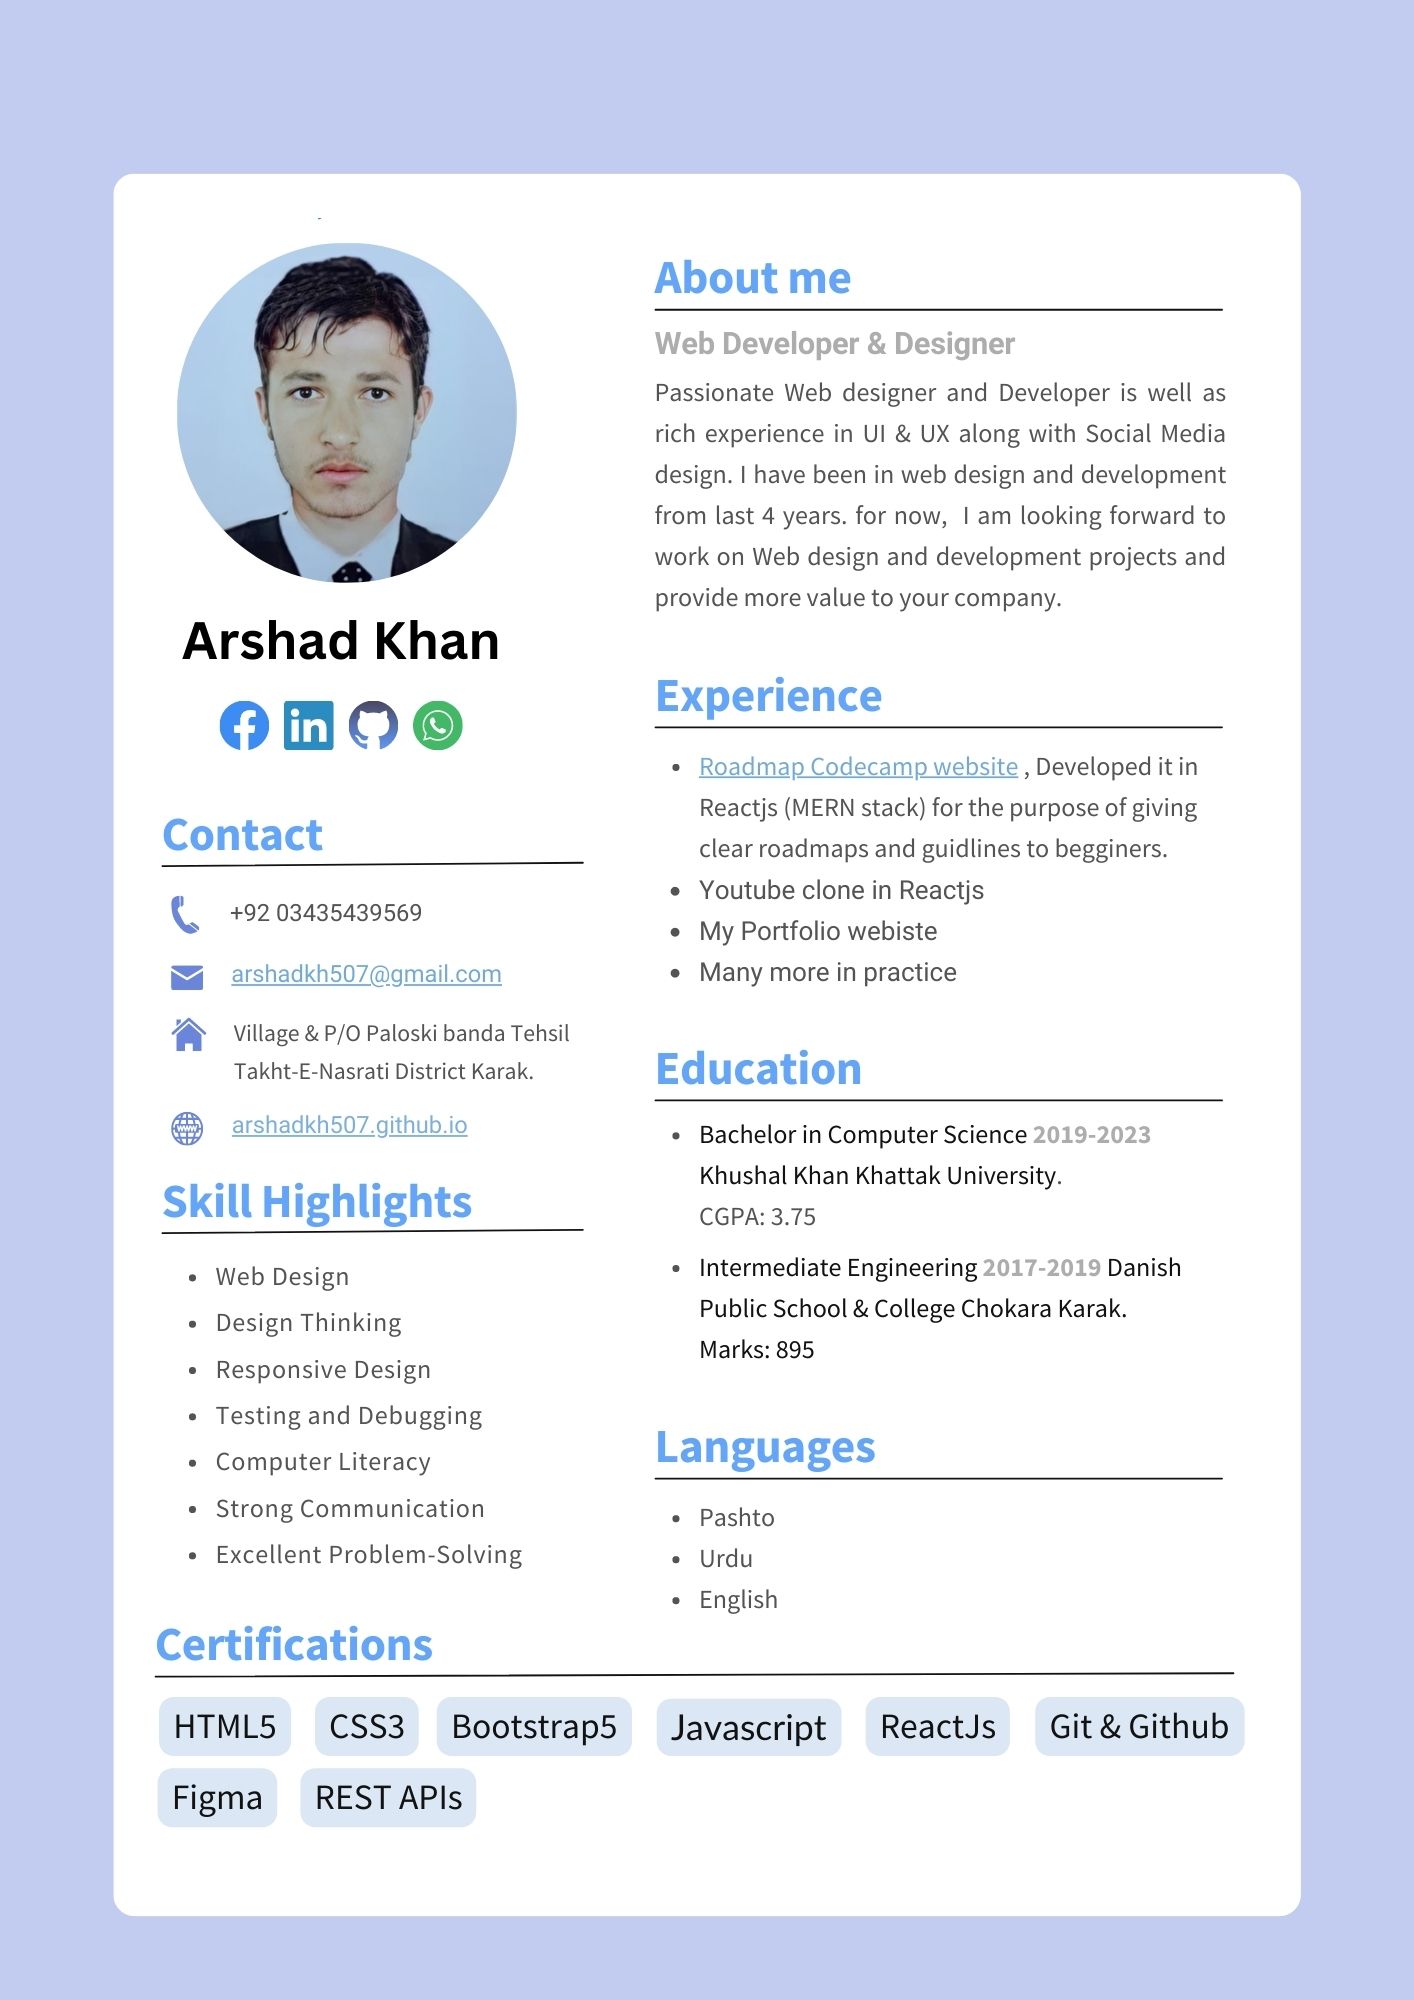 Arshad Khan
Contact
+92 03435439569
arshadkh507@gmail.com
Village & P/O Paloski banda Tehsil
Takht-E-Nasrati District Karak.
arshadkh507.github.io
Skill Highlights
Web Design
Design Thinking
Responsive Design
Testing and Debugging
Computer Literacy
Strong Communication
Excellent Problem-Solving
About me
Web Developer & Designer
Passionate Web designer and Developer is well as
rich experience in UI & UX along with Social Media
design. I have been in web design and development
from last 4 years. for now, I am looking forward to
work on Web design and development projects and
provide more value to your company.
Experience
Roadmap Codecamp website , Developed it in
Reactjs (MERN stack) for the purpose of giving
clear roadmaps and guidlines to begginers.
Youtube clone in Reactjs
My Portfolio webiste
Many more in practice
Education
Bachelor in Computer Science 2019-2023
Khushal Khan Khattak University.
CGPA: 3.75
Intermediate Engineering 2017-2019 Danish
Public School & College Chokara Karak.
Marks: 895
Languages
Pashto
Urdu
English
Certifications
HTML5 CSS3 Bootstrap5 Javascript ReactJs Git & Github
Figma REST APIs